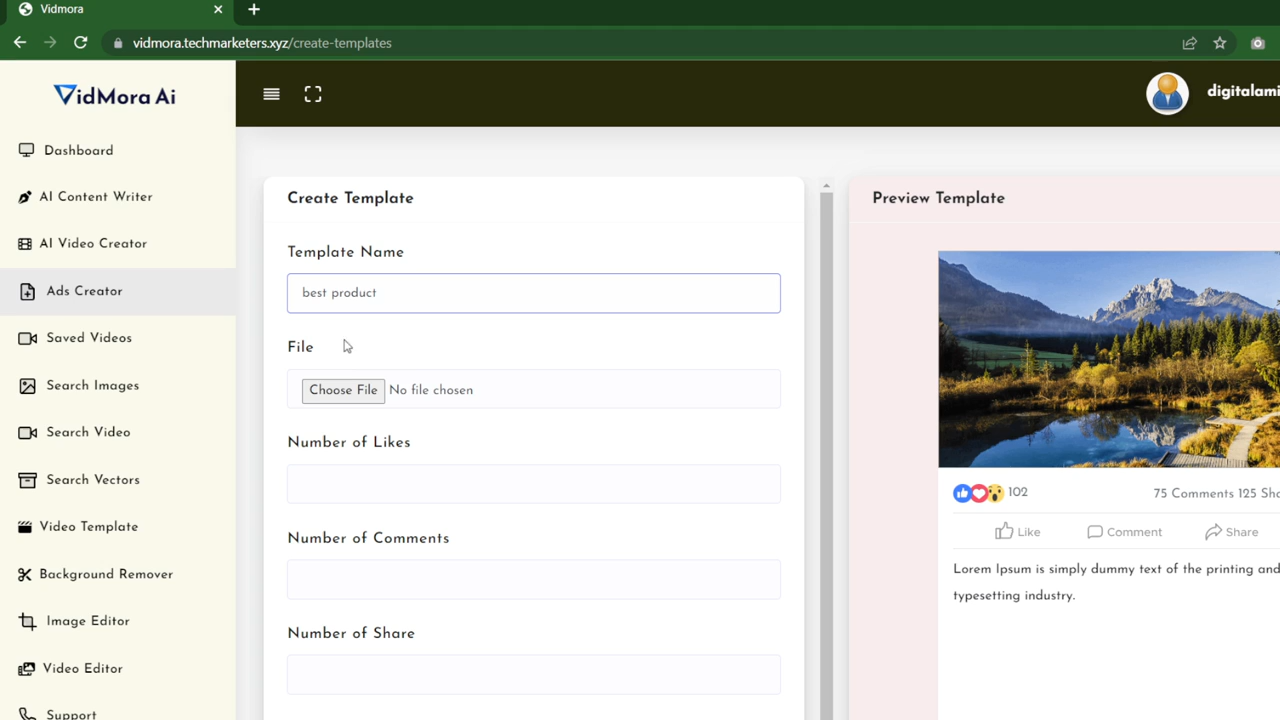 Vidmora
vidmora.techmarketers.xyz/create-templates
VidMora Ai
digitalami
Dashboard
AI Content Writer
AI Video Creator
Ads Creator
Saved Videos
Search Images
Search Video
Search Vectors
Video Template
Background Remover
Image Editor
Video Editor
Support
Create Template
Template Name
best product
File
Choose File No file chosen
Number of Likes
Number of Comments
Number of Share
Preview Template
102
75 Comments 125 Sha
Like Comment Share
Lorem Ipsum is simply dummy text of the printing and
typesetting industry.